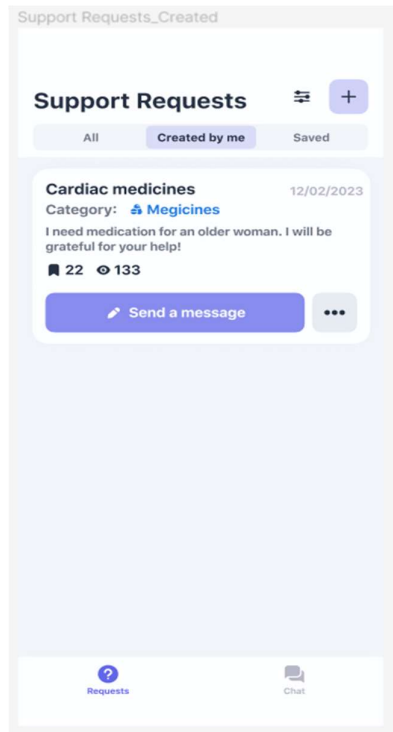 Support Requests_Created
Support Requests
All Created by me Saved
Cardiac medicines 12/02/2023
Category: Megicines
I need medication for an older woman. I will be
grateful for your help!
22 133
Send a message
Requests Chat